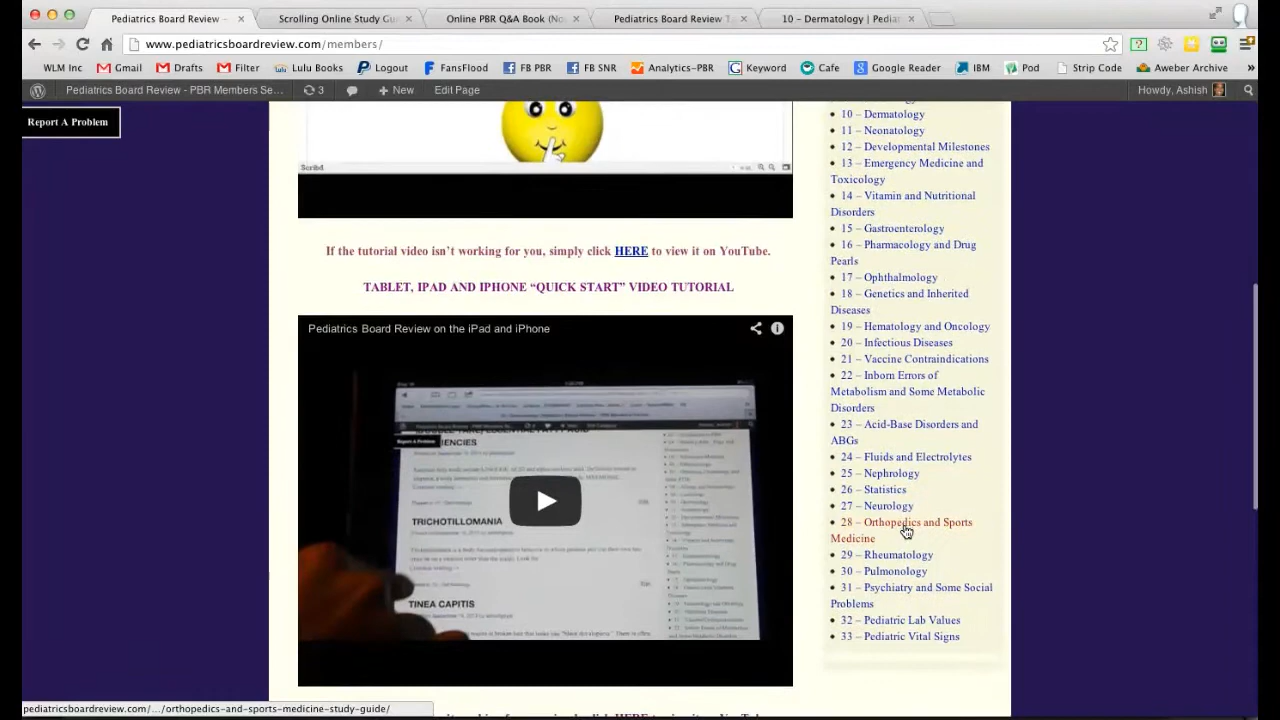 Pediatrics Board Review –
Scrolling Online Study Gu
Online PBR Q&A Book (No
Pediatrics Board Review T
10 – Dermatology | Pediat
www.pediatricsboardreview.com/members/
WLM Inc
Gmail
Drafts
Filter
Lulu Books
Logout
FansFlood
FB PBR
FB SNR
Analytics-PBR
Keyword
Cafe
Google Reader
IBM
Pod
Strip Code
Aweber Archive
»
Pediatrics Board Review - PBR Members Se...
3
+ New
Edit Page
Howdy, Ashish
Report A Problem
Scribd
If the tutorial video isn't working for you, simply click HERE to view it on YouTube.
TABLET, IPAD AND IPHONE “QUICK START” VIDEO TUTORIAL
Pediatrics Board Review on the iPad and iPhone
Report A Problem
TRICHOTILLOMANIA
TINEA CAPITIS
10 – Dermatology
11 – Neonatology
12 – Developmental Milestones
13 – Emergency Medicine and
Toxicology
14 – Vitamin and Nutritional
Disorders
15 – Gastroenterology
16 – Pharmacology and Drug
Pearls
17 – Ophthalmology
18 – Genetics and Inherited
Diseases
19 – Hematology and Oncology
20 – Infectious Diseases
21 – Vaccine Contraindications
22 – Inborn Errors of
Metabolism and Some Metabolic
Disorders
23 – Acid-Base Disorders and
ABGs
24 – Fluids and Electrolytes
25 – Nephrology
26 – Statistics
27 – Neurology
28 – Orthopedics and Sports
Medicine
29 – Rheumatology
30 – Pulmonology
31 – Psychiatry and Some Social
Problems
32 – Pediatric Lab Values
33 – Pediatric Vital Signs
pediatricsboardreview.com/.../orthopedics-and-sports-medicine-study-guide/